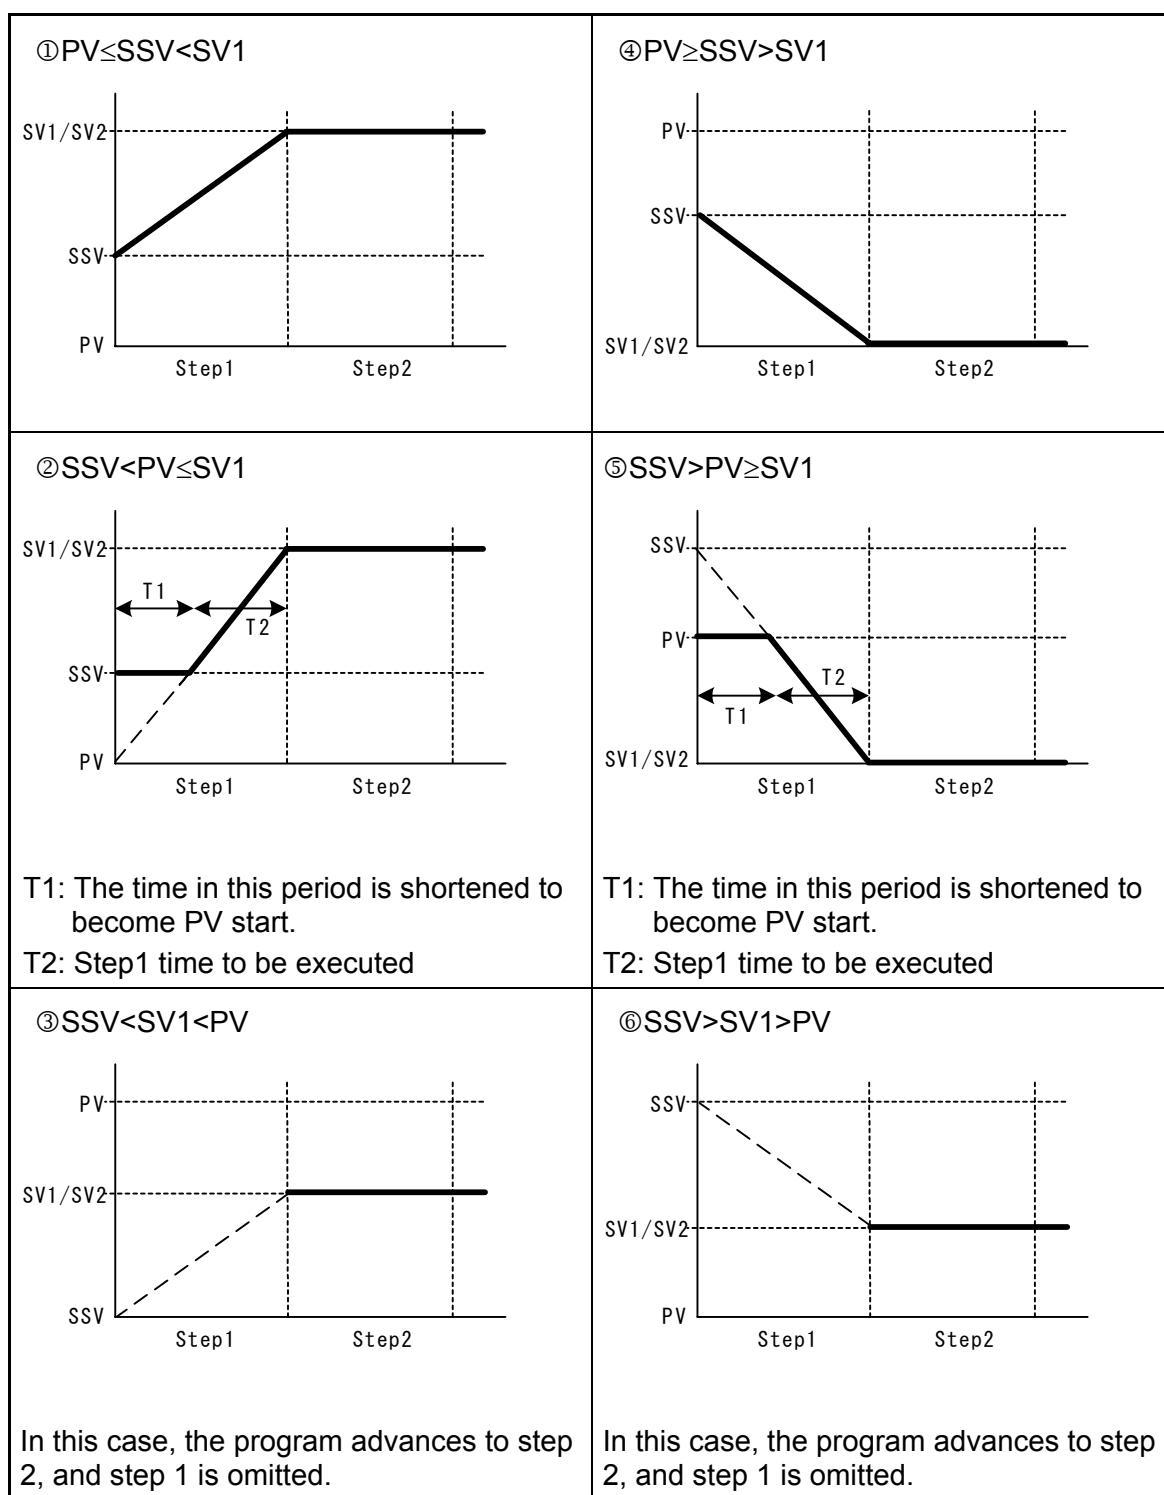 ①PV≤SSV<SV1
SV1/SV2
SSV
PV
Step1 Step2
④PV≥SSV>SV1
PV
SSV
SV1/SV2
Step1 Step2
②SSV<PV≤SV1
SV1/SV2
T1
T2
SSV
PV
Step1 Step2
T1: The time in this period is shortened to
become PV start.
T2: Step1 time to be executed
⑤SSV>PV≥SV1
SSV
PV
T2
T1
SV1/SV2
Step1 Step2
T1: The time in this period is shortened to
become PV start.
T2: Step1 time to be executed
③SSV<SV1<PV
PV
SV1/SV2
SSV
Step1 Step2
In this case, the program advances to step
2, and step 1 is omitted.
⑥SSV>SV1>PV
SSV
SV1/SV2
PV
Step1 Step2
In this case, the program advances to step
2, and step 1 is omitted.